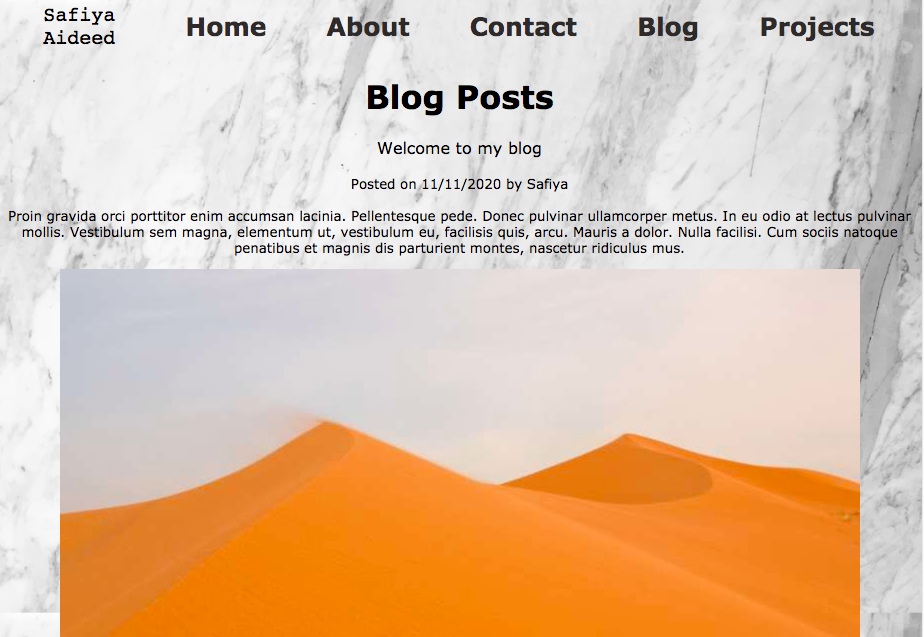 Safiya
Aideed
Home About Contact Blog Projects
Blog Posts
Welcome to my blog
Posted on 11/11/2020 by Safiya
Proin gravida orci porttitor enim accumsan lacinia. Pellentesque pede. Donec pulvinar ullamcorper metus. In eu odio at lectus pulvinar
mollis. Vestibulum sem magna, elementum ut, vestibulum eu, facilisis quis, arcu. Mauris a dolor. Nulla facilisi. Cum sociis natoque
penatibus et magnis dis parturient montes, nascetur ridiculus mus.